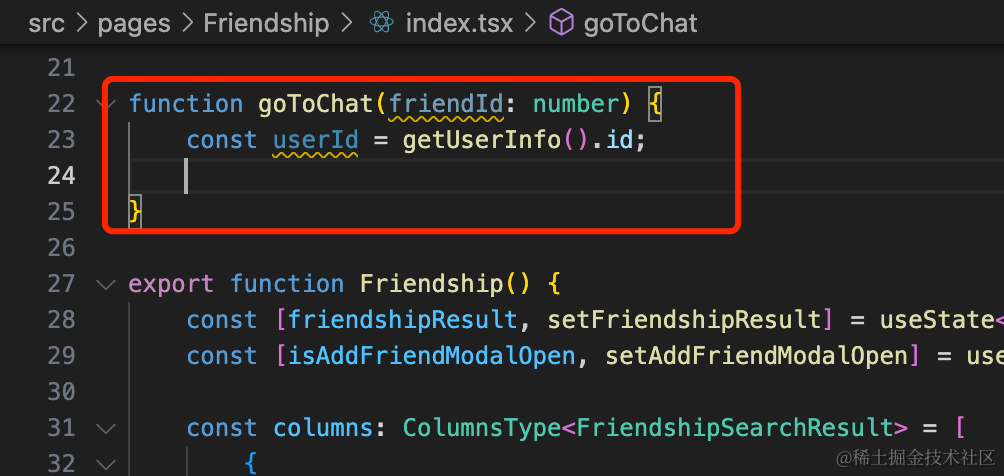 src > pages > Friendship > index.tsx > goToChat
21
22 function goToChat(friendId: number) {
23 const userId = getUserInfo().id;
24
25 }
26
27 export function Friendship() {
28 const [friendshipResult, setFriendshipResult] = useState<
29 const [isAddFriendModalOpen, setAddFriendModalOpen] = use
30
31 const columns: ColumnsType<FriendshipSearchResult> = [
32 {
@稀土掘金技术社区